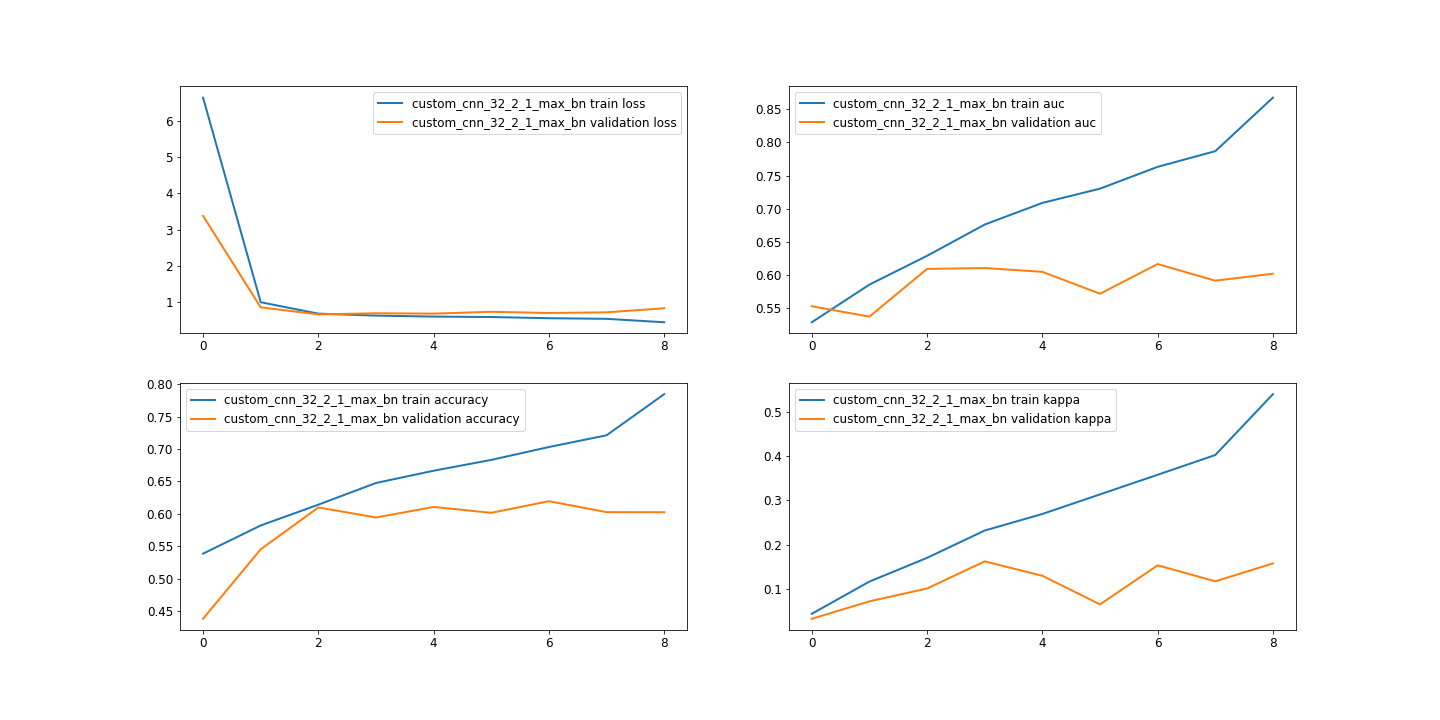 custom_cnn_32_2_1_max_bn train loss
custom_cnn_32_2_1_max_bn validation loss
6
5
4
3
2
1
0 2 4 6 8
custom_cnn_32_2_1_max_bn train auc
custom_cnn_32_2_1_max_bn validation auc
0.85
0.80
0.75
0.70
0.65
0.60
0.55
0 2 4 6 8
custom_cnn_32_2_1_max_bn train accuracy
custom_cnn_32_2_1_max_bn validation accuracy
0.80
0.75
0.70
0.65
0.60
0.55
0.50
0.45
0 2 4 6 8
custom_cnn_32_2_1_max_bn train kappa
custom_cnn_32_2_1_max_bn validation kappa
0.5
0.4
0.3
0.2
0.1
0 2 4 6 8